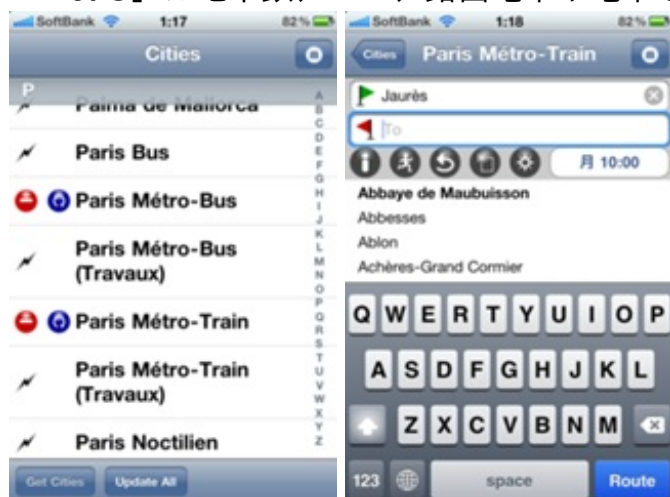 SoftBank 1:17 82%
Cities
P
Palma de Mallorca
Paris Bus
Paris Métro-Bus
Paris Métro-Bus
(Travaux)
Paris Métro-Train
Paris Métro-Train
(Travaux)
Paris Noctilien
A
B
C
D
E
F
G
H
I
J
K
L
M
N
O
P
Q
R
S
T
U
V
W
X
Y
Z
Get Cities
Update All
SoftBank 1:18 82%
Cities
Paris Métro-Train
Jaurès
To
月 10:00
Abbaye de Maubuisson
Abbesses
Ablon
Achères-Grand Cormier
Q W E R T Y U I O P
A S D F G H J K L
Z X C V B N M
123 space Route